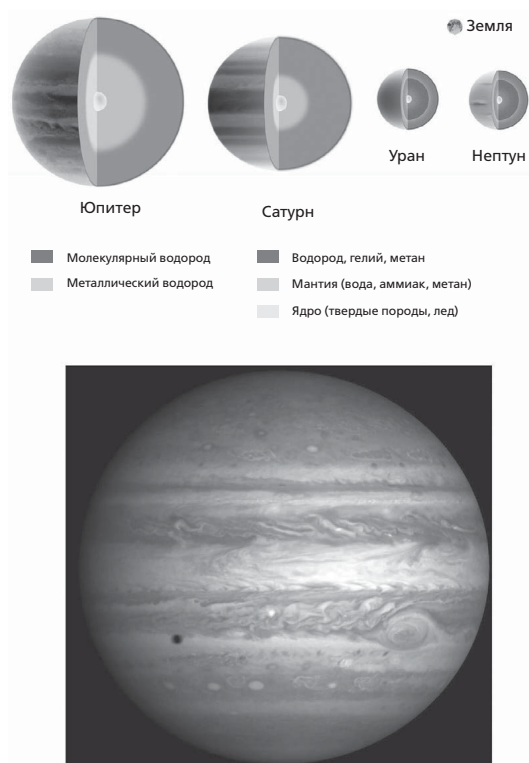 Земля
Уран
Нептун
Юпитер
Сатурн
Молекулярный водород
Металлический водород
Водород, гелий, метан
Мантия (вода, аммиак, метан)
Ядро (твердые породы, лед)